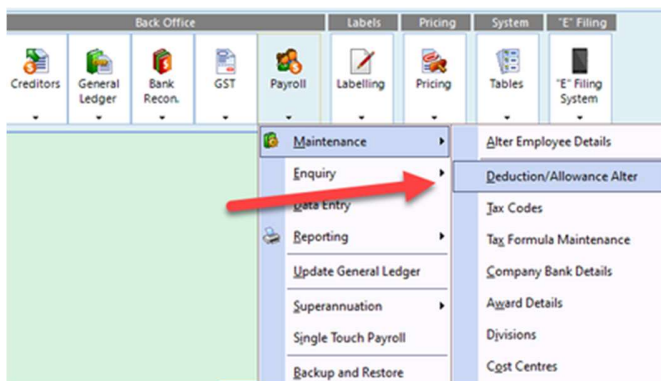 Back Office Labels Pricing System "E" Filing
Creditors General Ledger Bank Recon. GST Payroll Labelling Pricing Tables "E" Filing System
Maintenance
Enquiry
Data Entry
Reporting
Update General Ledger
Superannuation
Single Touch Payroll
Backup and Restore
Alter Employee Details
Deduction/Allowance Alter
Tax Codes
Tax Formula Maintenance
Company Bank Details
Award Details
Divisions
Cost Centres